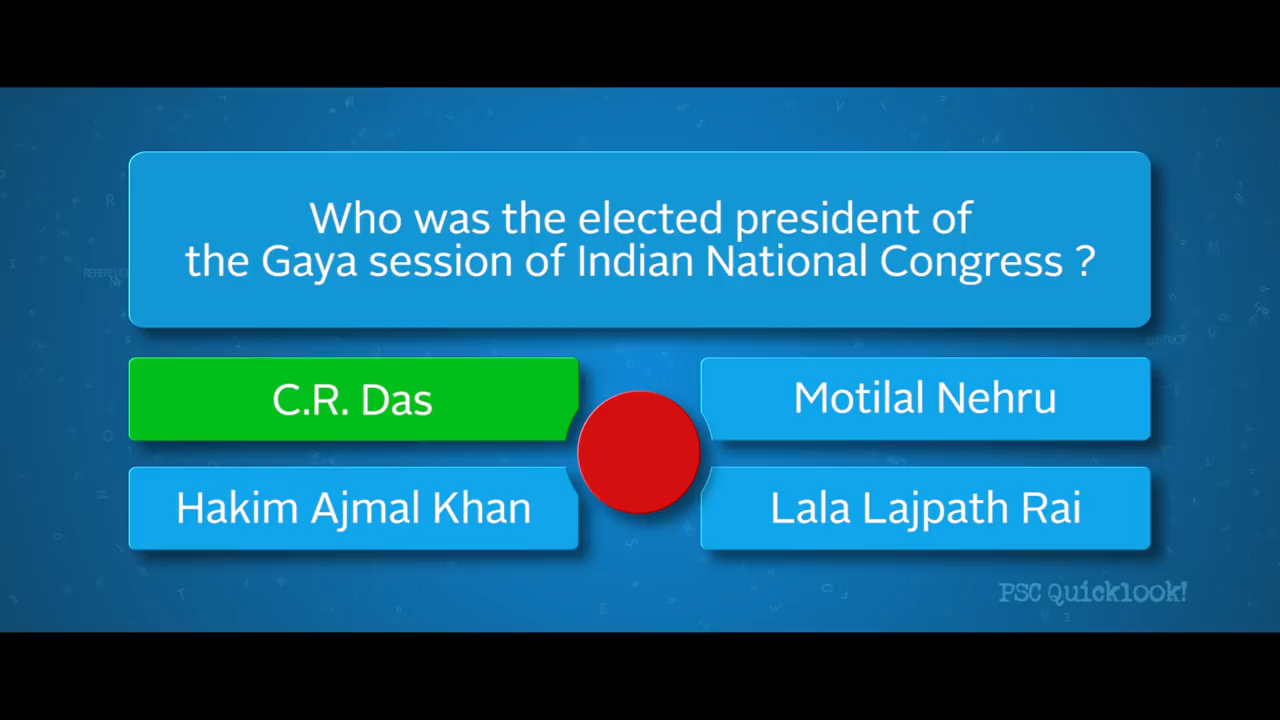 Who was the elected president of
the Gaya session of Indian National Congress ?
C.R. Das
Motilal Nehru
Hakim Ajmal Khan
Lala Lajpath Rai
PSC Quicklook!